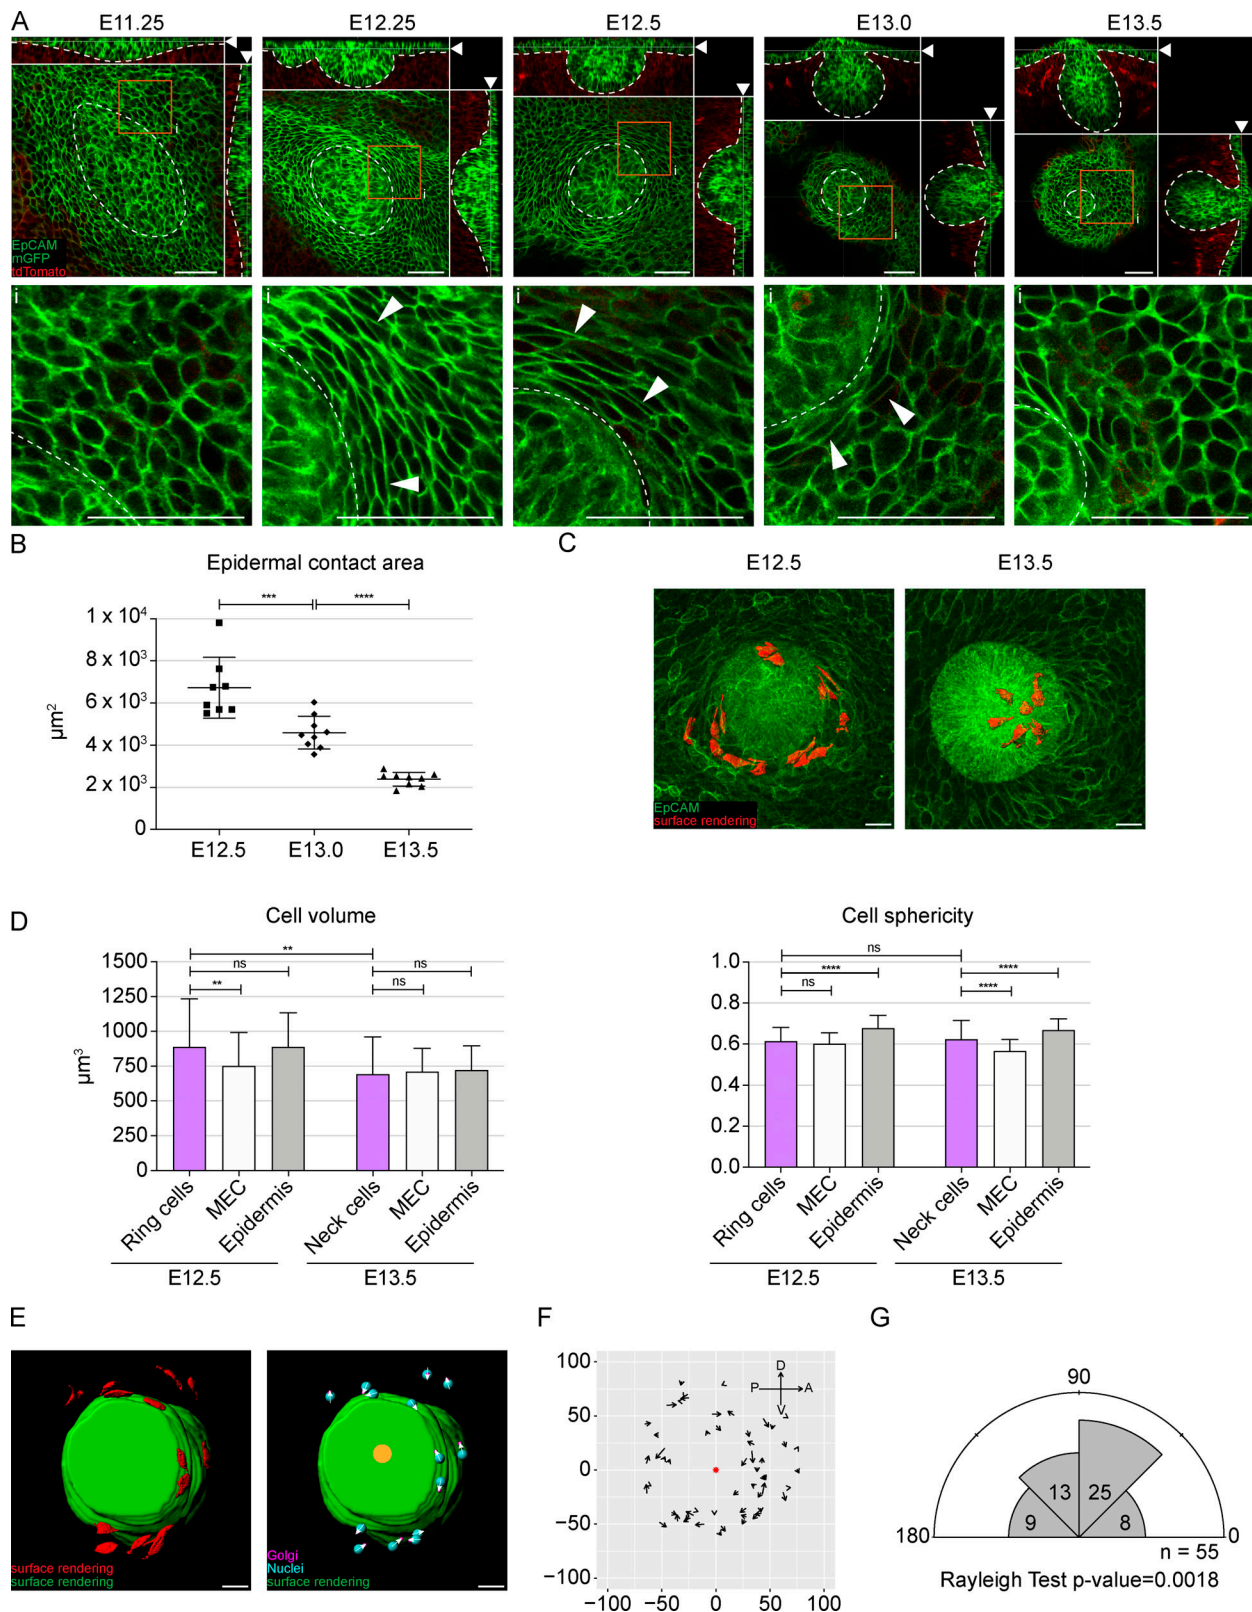 A
E11.25 E12.25 E12.5 E13.0 E13.5
i i i i i
EpCAM
mGFP
tdTomato
i i i i i
B
Epidermal contact area
*** ****
1 x 10⁴
8 x 10³
6 x 10³
4 x 10³
2 x 10³
0
µm²
E12.5 E13.0 E13.5
C
E12.5 E13.5
EpCAM
surface rendering
D
Cell volume
**
ns ns
** ns
1500
1250
1000
750
500
250
0
µm³
Ring cells MEC Epidermis Neck cells MEC Epidermis
E12.5 E13.5
Cell sphericity
ns
**** ****
ns ****
1.0
0.8
0.6
0.4
0.2
0.0
Ring cells MEC Epidermis Neck cells MEC Epidermis
E12.5 E13.5
E
surface rendering
surface rendering
Golgi
Nuclei
surface rendering
F
100
50
0
−50
−100
D
P A
V
−100 −50 0 50 100
G
90
13 25
9 8
180 0
n = 55
Rayleigh Test p-value=0.0018